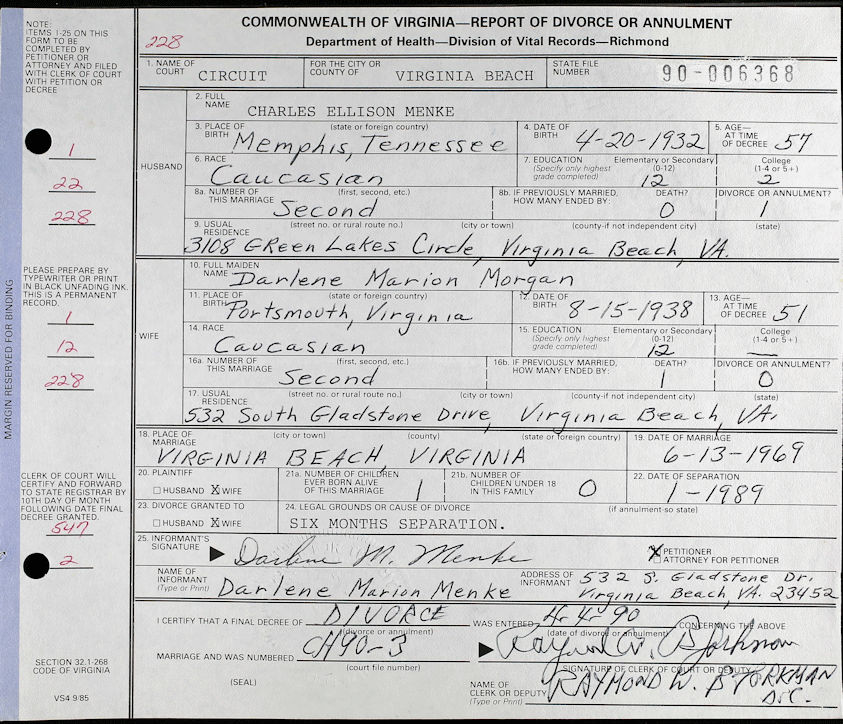 COMMONWEALTH OF VIRGINIA—REPORT OF DIVORCE OR ANNULMENT
Department of Health—Division of Vital Records—Richmond
NOTE:
ITEMS 1-25 ON THIS
FORM TO BE
COMPLETED BY
PETITIONER OR
ATTORNEY AND FILED
WITH CLERK OF COURT
WITH PETITION OR
DECREE
1
22
228
PLEASE PREPARE BY
TYPEWRITER OR PRINT
IN BLACK UNFADING INK.
THIS IS A PERMANENT
RECORD.
1
12
228
CLERK OF COURT WILL
CERTIFY AND FORWARD
TO STATE REGISTRAR BY
10TH DAY OF MONTH
FOLLOWING DATE FINAL
DECREE GRANTED.
547
2
SECTION 32.1-268
CODE OF VIRGINIA
VS4 9/85
MARGIN RESERVED FOR BINDING
228
1. NAME OF COURT CIRCUIT FOR THE CITY OR COUNTY OF VIRGINIA BEACH STATE FILE NUMBER 90-006368
HUSBAND
2. FULL NAME CHARLES ELLISON MENKE
3. PLACE OF BIRTH (state or foreign country) Memphis, Tennessee 4. DATE OF BIRTH 4-20-1932 5. AGE— AT TIME OF DECREE 57
6. RACE Caucasian 7. EDUCATION (Specify only highest grade completed) Elementary or Secondary (0-12) 12 College (1-4 or 5+) 2
8a. NUMBER OF THIS MARRIAGE (first, second, etc.) Second 8b. IF PREVIOUSLY MARRIED, HOW MANY ENDED BY: DEATH? 0 DIVORCE OR ANNULMENT? 1
9. USUAL RESIDENCE (street no. or rural route no.) (city or town) (county-if not independent city) (state)
3108 Green Lakes Circle, Virginia Beach, VA.
WIFE
10. FULL MAIDEN NAME Darlene Marion Morgan
11. PLACE OF BIRTH (state or foreign country) Portsmouth, Virginia 12. DATE OF BIRTH 8-15-1938 13. AGE— AT TIME OF DECREE 51
14. RACE Caucasian 15. EDUCATION (Specify only highest grade completed) Elementary or Secondary (0-12) 12 College (1-4 or 5+) —
16a. NUMBER OF THIS MARRIAGE (first, second, etc.) Second 16b. IF PREVIOUSLY MARRIED, HOW MANY ENDED BY: DEATH? 1 DIVORCE OR ANNULMENT? 0
17. USUAL RESIDENCE (street no. or rural route no.) (city or town) (county-if not independent city) (state)
532 South Gladstone Drive, Virginia Beach, VA.
18. PLACE OF MARRIAGE (city or town) (county) (state or foreign country) VIRGINIA BEACH, VIRGINIA 19. DATE OF MARRIAGE 6-13-1969
20. PLAINTIFF □ HUSBAND X WIFE 21a. NUMBER OF CHILDREN EVER BORN ALIVE OF THIS MARRIAGE 1 21b. NUMBER OF CHILDREN UNDER 18 IN THIS FAMILY 0 22. DATE OF SEPARATION 1-1989
23. DIVORCE GRANTED TO □ HUSBAND X WIFE 24. LEGAL GROUNDS OR CAUSE OF DIVORCE (if annulment-so state) SIX MONTHS SEPARATION.
25. INFORMANT'S SIGNATURE ▶ Darlene M. Menke X PETITIONER □ ATTORNEY FOR PETITIONER
NAME OF INFORMANT (Type or Print) Darlene Marion Menke ADDRESS OF INFORMANT 532 S. Gladstone Dr. Virginia Beach, VA. 23452
I CERTIFY THAT A FINAL DECREE OF DIVORCE WAS ENTERED 4-4-90 CONCERNING THE ABOVE
(divorce or annulment) (date of divorce or annulment)
MARRIAGE AND WAS NUMBERED CH90-3 ▶ Raymond W. Bjorkman
(court file number) SIGNATURE OF CLERK OF COURT OR DEPUTY
(SEAL) NAME OF CLERK OR DEPUTY (Type or Print) RAYMOND W. BJORKMAN
D.C.